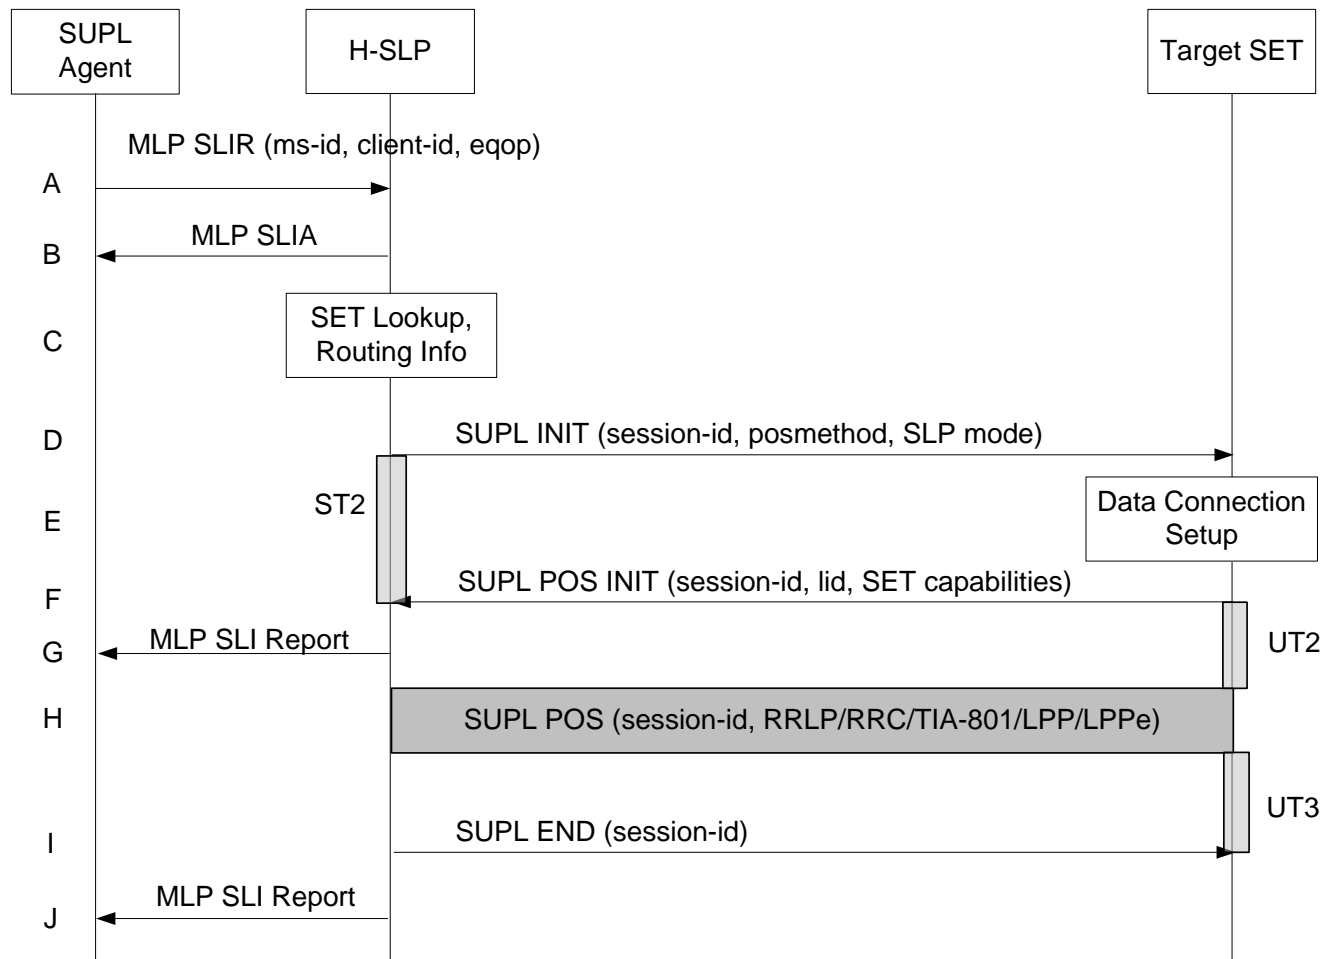 SUPL
Agent
H-SLP
Target SET
MLP SLIR (ms-id, client-id, eqop)
A
MLP SLIA
B
SET Lookup,
Routing Info
C
SUPL INIT (session-id, posmethod, SLP mode)
D
ST2
Data Connection
Setup
E
SUPL POS INIT (session-id, lid, SET capabilities)
F
MLP SLI Report
G
UT2
H
SUPL POS (session-id, RRLP/RRC/TIA-801/LPP/LPPe)
UT3
SUPL END (session-id)
I
MLP SLI Report
J